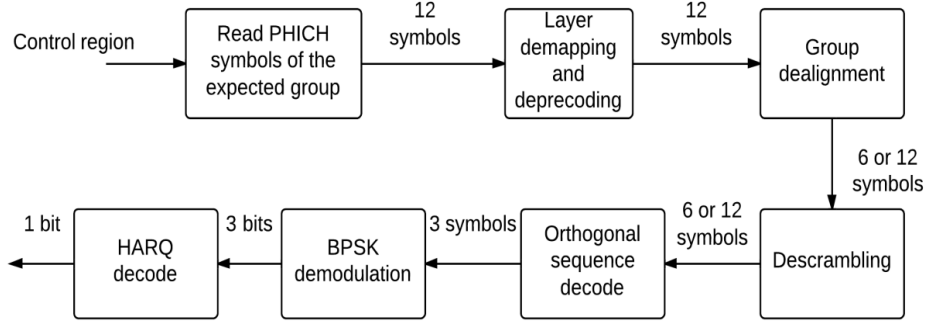 Control region
Read PHICH
symbols of the
expected group
12
symbols
Layer
demapping
and
deprecoding
12
symbols
Group
dealignment
6 or 12
symbols
Descrambling
6 or 12
symbols
Orthogonal
sequence
decode
3 symbols
BPSK
demodulation
3 bits
HARQ
decode
1 bit